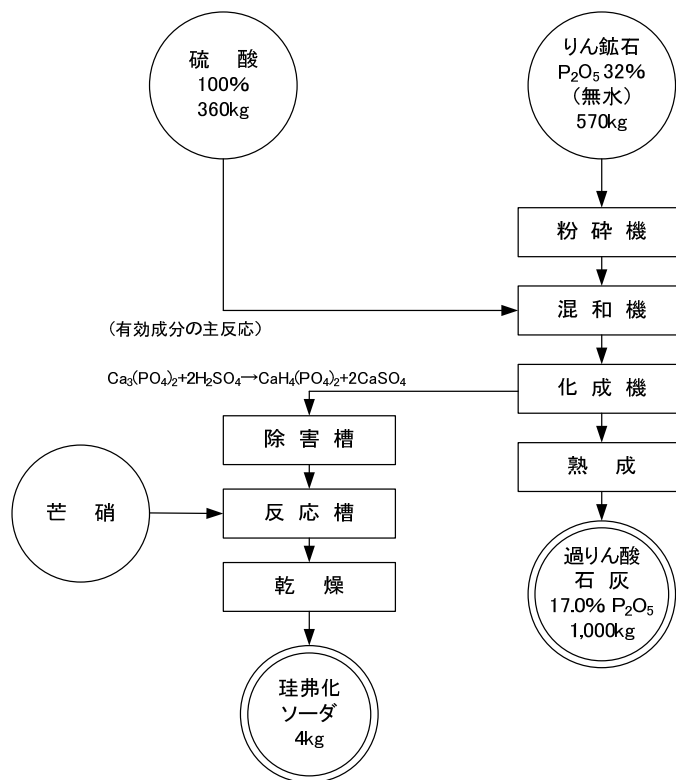 硫 酸
100%
360kg
りん鉱石
P₂O₅ 32%
(無水)
570kg
粉 砕 機
混 和 機
(有効成分の主反応)
Ca₃(PO₄)₂+2H₂SO₄→CaH₄(PO₄)₂+2CaSO₄
化 成 機
除 害 槽
熟 成
芒 硝
反 応 槽
乾 燥
過りん酸
石 灰
17.0% P₂O₅
1,000kg
珪弗化
ソーダ
4kg